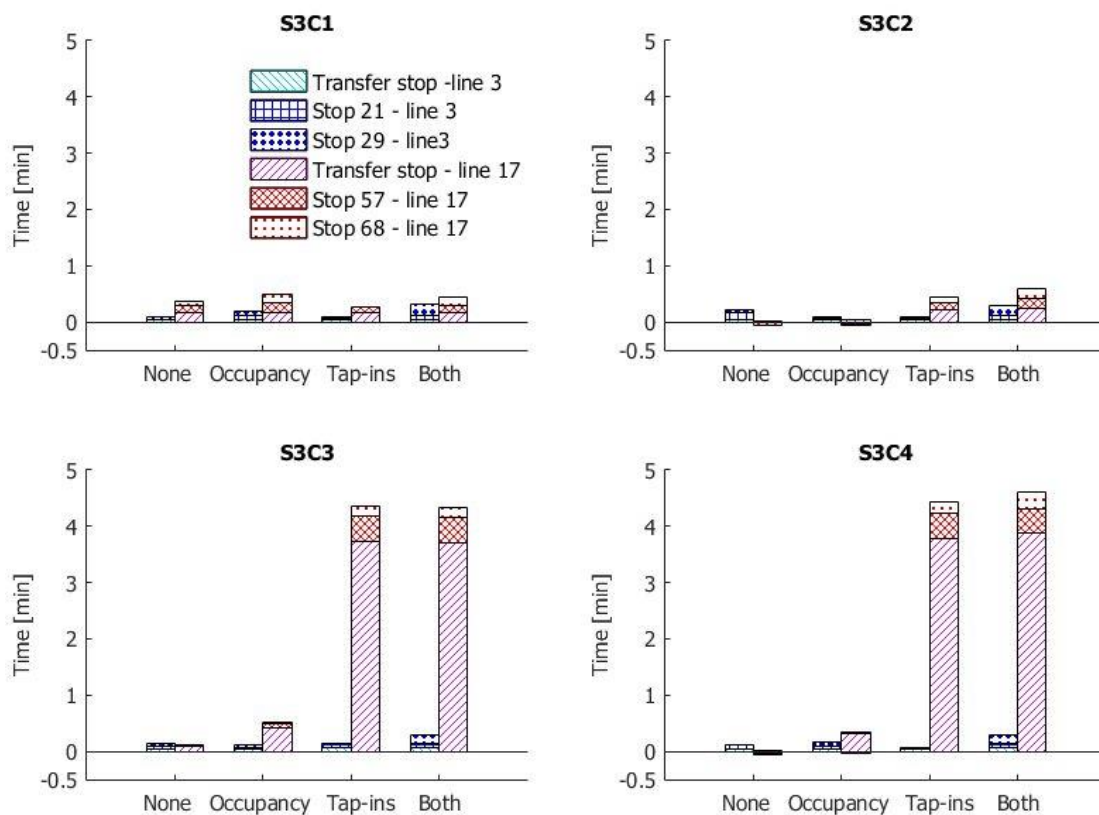 S3C1
5
4
3
2
1
0
-0.5
Time [min]
Transfer stop -line 3
Stop 21 - line 3
Stop 29 - line3
Transfer stop - line 17
Stop 57 - line 17
Stop 68 - line 17
None Occupancy Tap-ins Both
S3C2
5
4
3
2
1
0
-0.5
Time [min]
None Occupancy Tap-ins Both
S3C3
5
4
3
2
1
0
-0.5
Time [min]
None Occupancy Tap-ins Both
S3C4
5
4
3
2
1
0
-0.5
Time [min]
None Occupancy Tap-ins Both